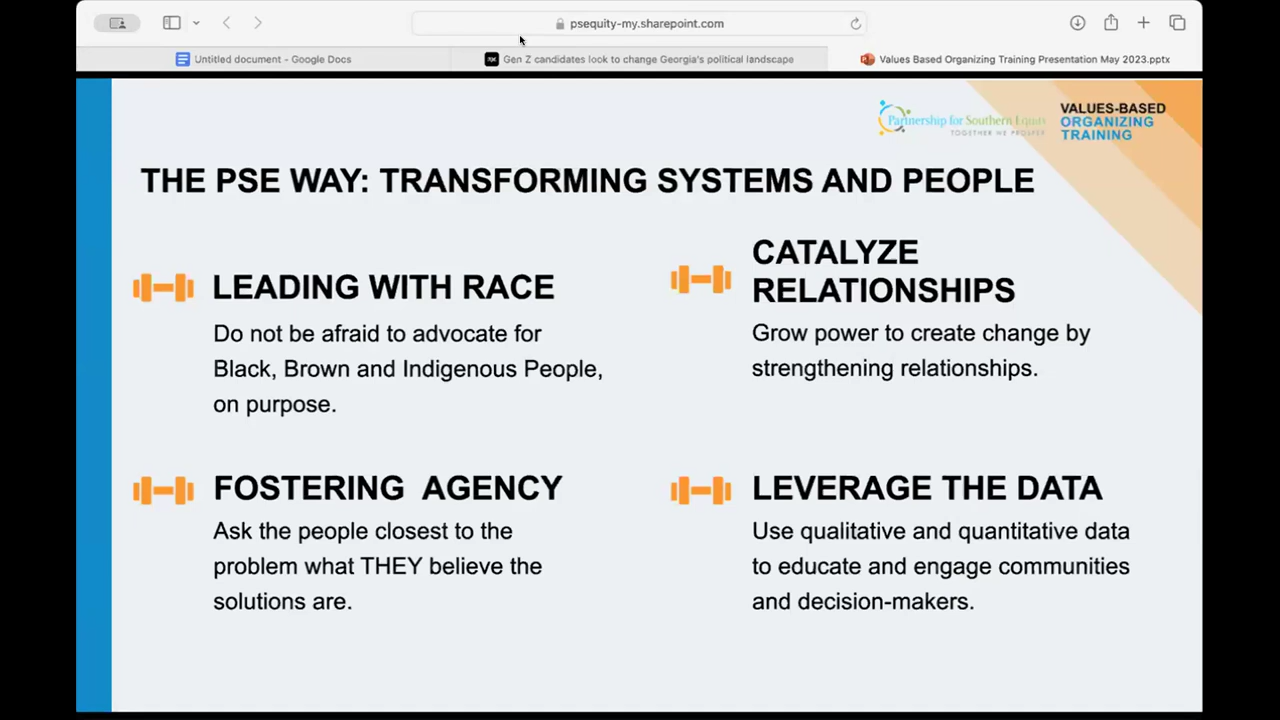 psequity-my.sharepoint.com
Untitled document - Google Docs
Gen Z candidates look to change Georgia's political landscape
Values Based Organizing Training Presentation May 2023.pptx
Partnership for Southern Equity
TOGETHER WE PROSPER
VALUES-BASED
ORGANIZING
TRAINING
THE PSE WAY: TRANSFORMING SYSTEMS AND PEOPLE
LEADING WITH RACE
Do not be afraid to advocate for
Black, Brown and Indigenous People,
on purpose.
CATALYZE
RELATIONSHIPS
Grow power to create change by
strengthening relationships.
FOSTERING AGENCY
Ask the people closest to the
problem what THEY believe the
solutions are.
LEVERAGE THE DATA
Use qualitative and quantitative data
to educate and engage communities
and decision-makers.